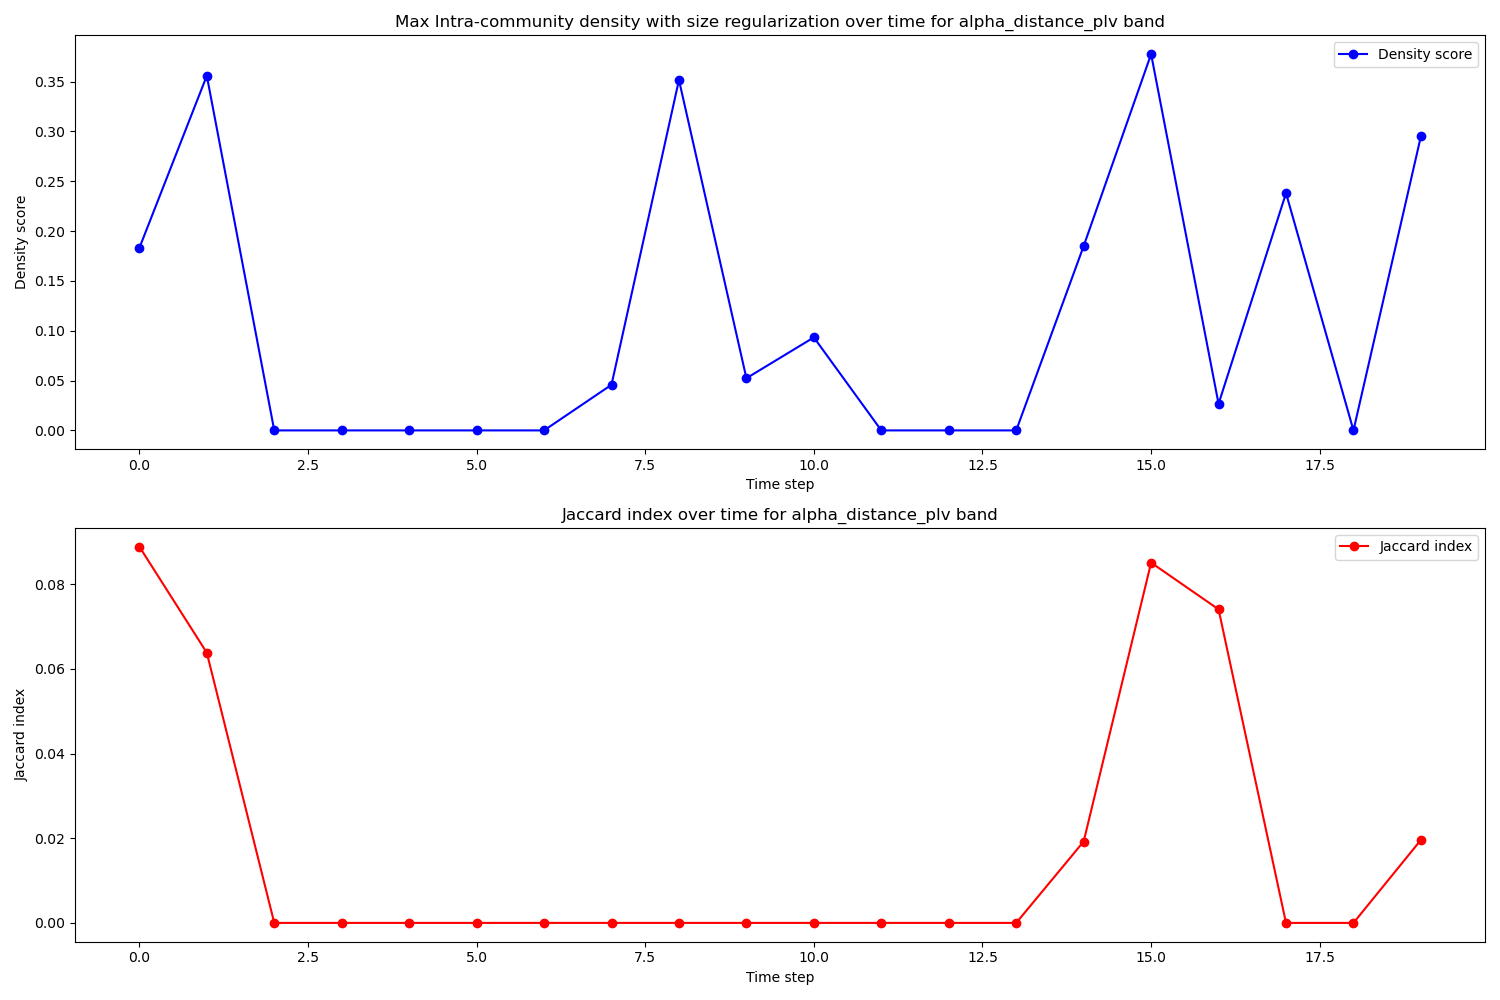 Max Intra-community density with size regularization over time for alpha_distance_plv band
Density score
0.35
0.30
0.25
0.20
0.15
0.10
0.05
0.00
Density score
0.0 2.5 5.0 7.5 10.0 12.5 15.0 17.5
Time step
Jaccard index over time for alpha_distance_plv band
Jaccard index
0.08
0.06
0.04
0.02
0.00
Jaccard index
0.0 2.5 5.0 7.5 10.0 12.5 15.0 17.5
Time step